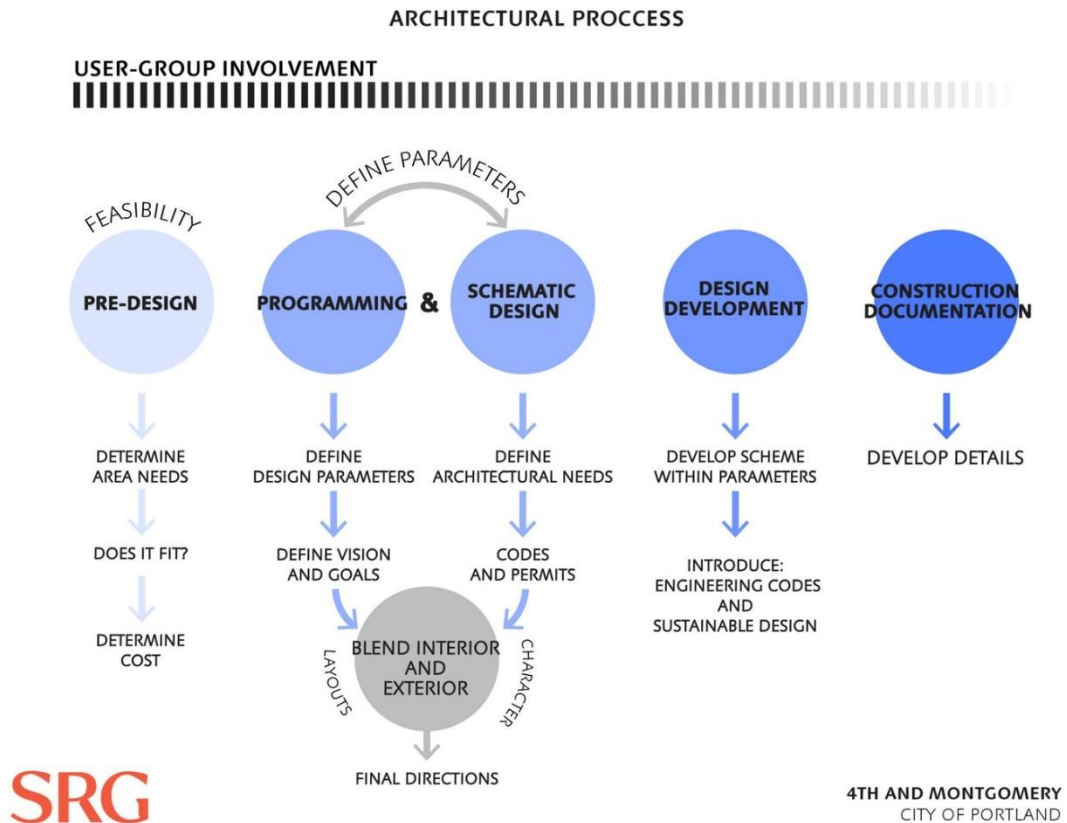 ARCHITECTURAL PROCCESS
USER-GROUP INVOLVEMENT
DEFINE PARAMETERS
FEASIBILITY
PRE-DESIGN
PROGRAMMING
&
SCHEMATIC
DESIGN
DESIGN
DEVELOPMENT
CONSTRUCTION
DOCUMENTATION
DETERMINE
AREA NEEDS
DOES IT FIT?
DETERMINE
COST
DEFINE
DESIGN PARAMETERS
DEFINE VISION
AND GOALS
DEFINE
ARCHITECTURAL NEEDS
CODES
AND PERMITS
LAYOUTS
BLEND INTERIOR
AND
EXTERIOR
CHARACTER
FINAL DIRECTIONS
DEVELOP SCHEME
WITHIN PARAMETERS
INTRODUCE:
ENGINEERING CODES
AND
SUSTAINABLE DESIGN
DEVELOP DETAILS
SRG
4TH AND MONTGOMERY
CITY OF PORTLAND